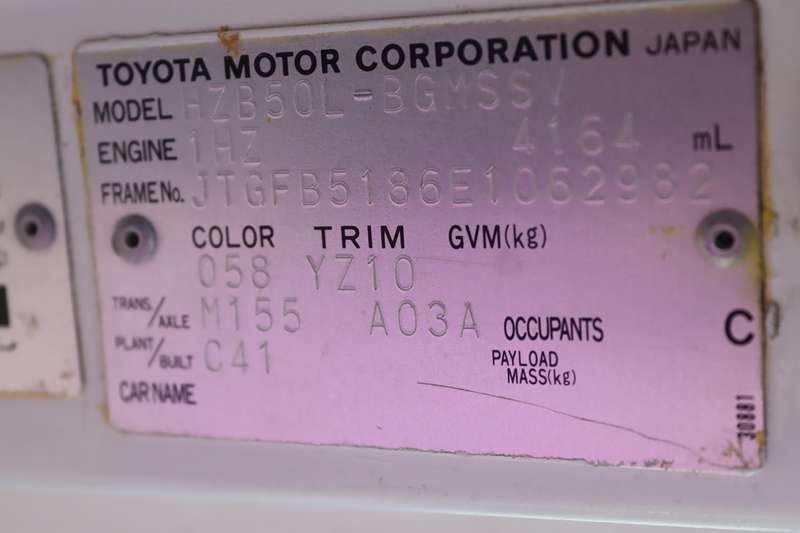 TOYOTA MOTOR CORPORATION JAPAN
MODEL HZB50L-BGMSSV
ENGINE 1HZ 4164 mL
FRAME No. JTGFB5186E1062982
COLOR TRIM GVM(kg)
058 YZ10
TRANS./AXLE M155 A03A OCCUPANTS C
PLANT/BUILT C41 PAYLOAD MASS(kg)
CAR NAME
30881